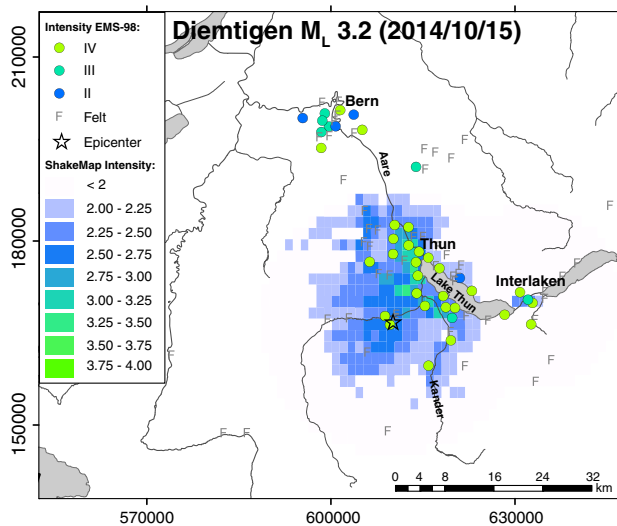 Diemtigen M_L 3.2 (2014/10/15)
Intensity EMS-98:
IV
III
II
F Felt
Epicenter
ShakeMap Intensity:
< 2
2.00 - 2.25
2.25 - 2.50
2.50 - 2.75
2.75 - 3.00
3.00 - 3.25
3.25 - 3.50
3.50 - 3.75
3.75 - 4.00
Bern
Aare
Thun
Lake Thun
Interlaken
Kander
210000
180000
150000
0 4 8 16 24 32
km
570000 600000 630000